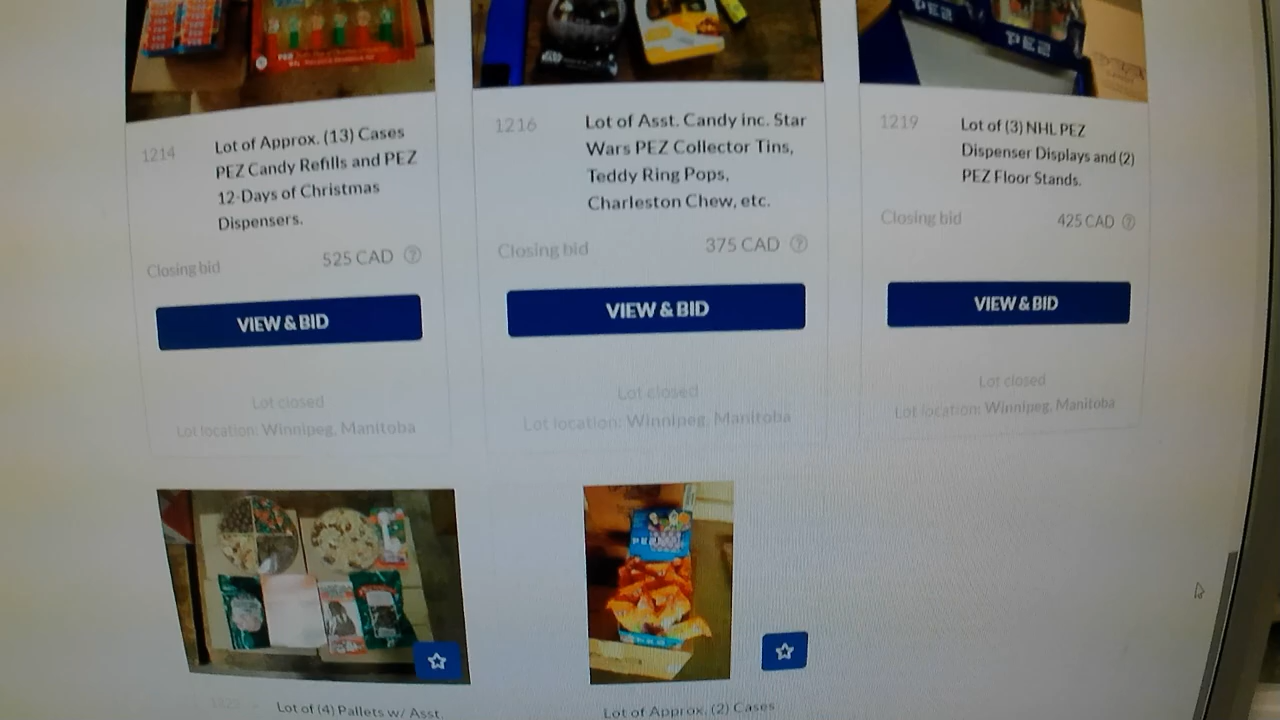 PEZ
PEZ
PEZ
1214
Lot of Approx. (13) Cases
PEZ Candy Refills and PEZ
12-Days of Christmas
Dispensers.
Closing bid
525 CAD
VIEW & BID
Lot closed
Lot location: Winnipeg, Manitoba
1216
Lot of Asst. Candy inc. Star
Wars PEZ Collector Tins,
Teddy Ring Pops,
Charleston Chew, etc.
Closing bid
375 CAD
VIEW & BID
Lot closed
Lot location: Winnipeg, Manitoba
1219
Lot of (3) NHL PEZ
Dispenser Displays and (2)
PEZ Floor Stands.
Closing bid
425 CAD
VIEW & BID
Lot closed
Lot location: Winnipeg, Manitoba
PEZ
Lot of (4) Pallets w/ Asst.
Lot of Approx. (2) Cases